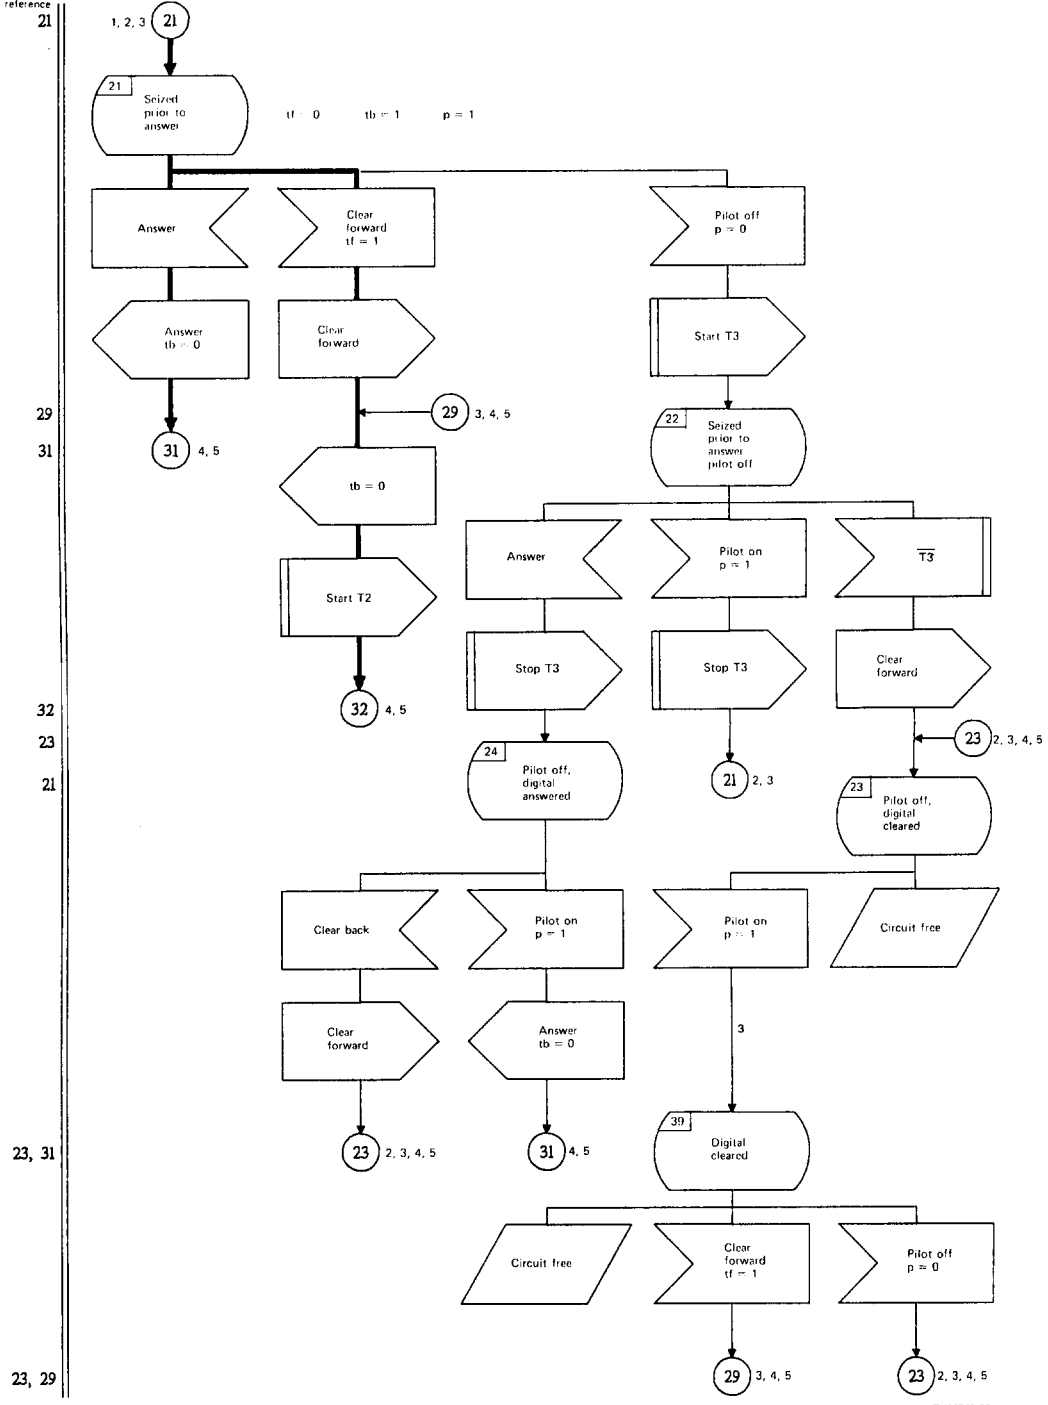 reference
21
1, 2, 3
21
21
Seized
prior to
answer
tf = 0
tb = 1
p = 1
Answer
Clear
forward
tf = 1
Pilot off
p = 0
Answer
tb = 0
Clear
forward
Start T3
29
29
3, 4, 5
22
Seized
prior to
answer
pilot off
31
31
4, 5
tb = 0
Answer
Pilot on
p = 1
T3
Start T2
Stop T3
Stop T3
Clear
forward
32
32
4, 5
23
23
2, 3, 4, 5
24
Pilot off,
digital
answered
21
21
2, 3
23
Pilot off,
digital
cleared
Clear back
Pilot on
p = 1
Pilot on
p = 1
Circuit free
Clear
forward
Answer
tb = 0
3
39
Digital
cleared
23, 31
23
2, 3, 4, 5
31
4, 5
Circuit free
Clear
forward
tf = 1
Pilot off
p = 0
23, 29
29
3, 4, 5
23
2, 3, 4, 5